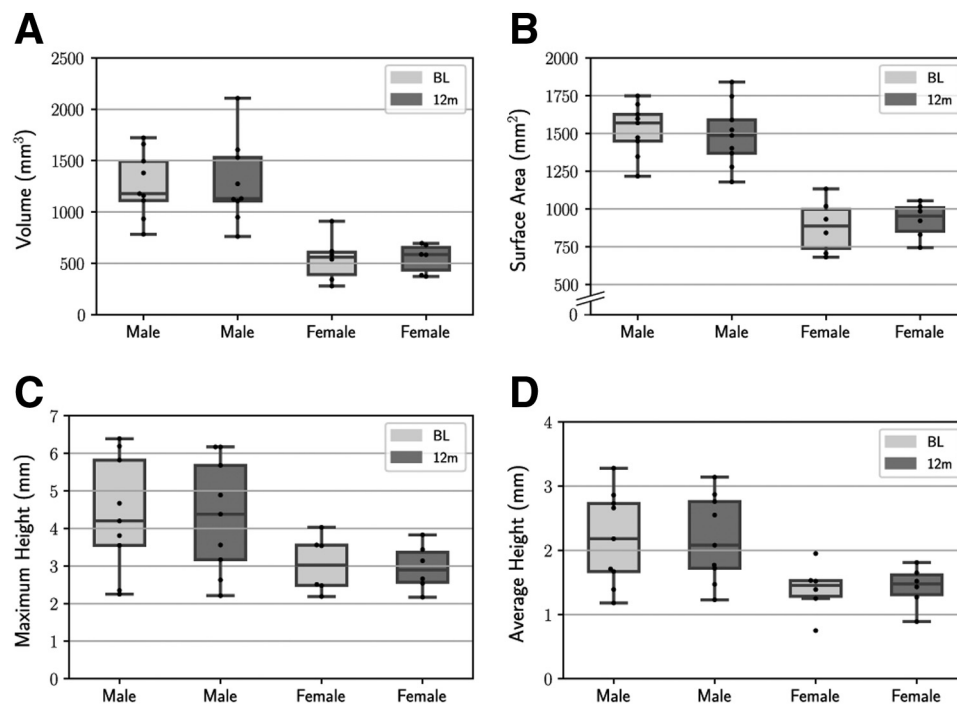 A
Volume (mm³)
2500
2000
1500
1000
500
0
BL
12m
Male Male Female Female
B
Surface Area (mm²)
2000
1750
1500
1250
1000
750
500
0
BL
12m
Male Male Female Female
C
Maximum Height (mm)
7
6
5
4
3
2
1
0
BL
12m
Male Male Female Female
D
Average Height (mm)
4
3
2
1
0
BL
12m
Male Male Female Female